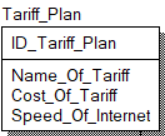 Tariff_Plan
ID_Tariff_Plan
Name_Of_Tariff
Cost_Of_Tariff
Speed_Of_Internet